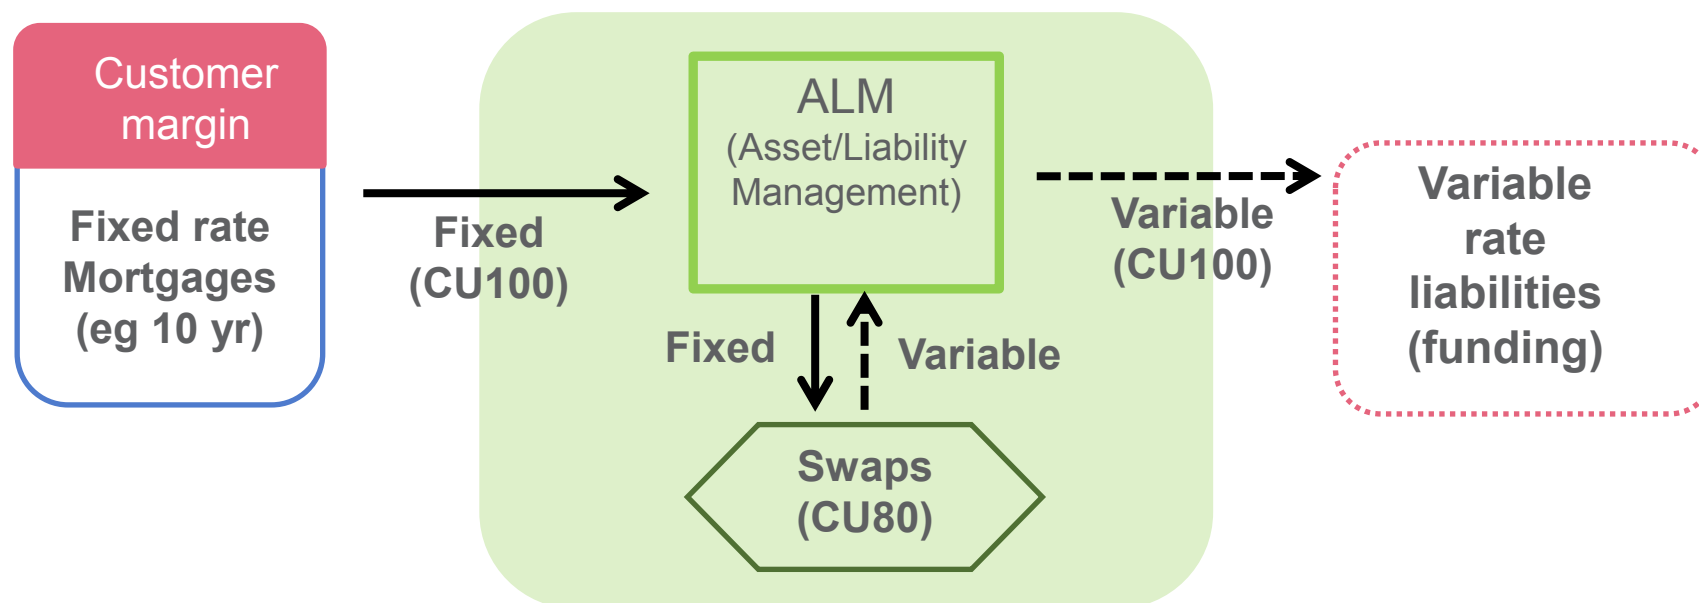 Customer
margin
Fixed rate
Mortgages
(eg 10 yr)
Fixed
(CU100)
ALM
(Asset/Liability
Management)
Fixed
Variable
Swaps
(CU80)
Variable
(CU100)
Variable
rate
liabilities
(funding)